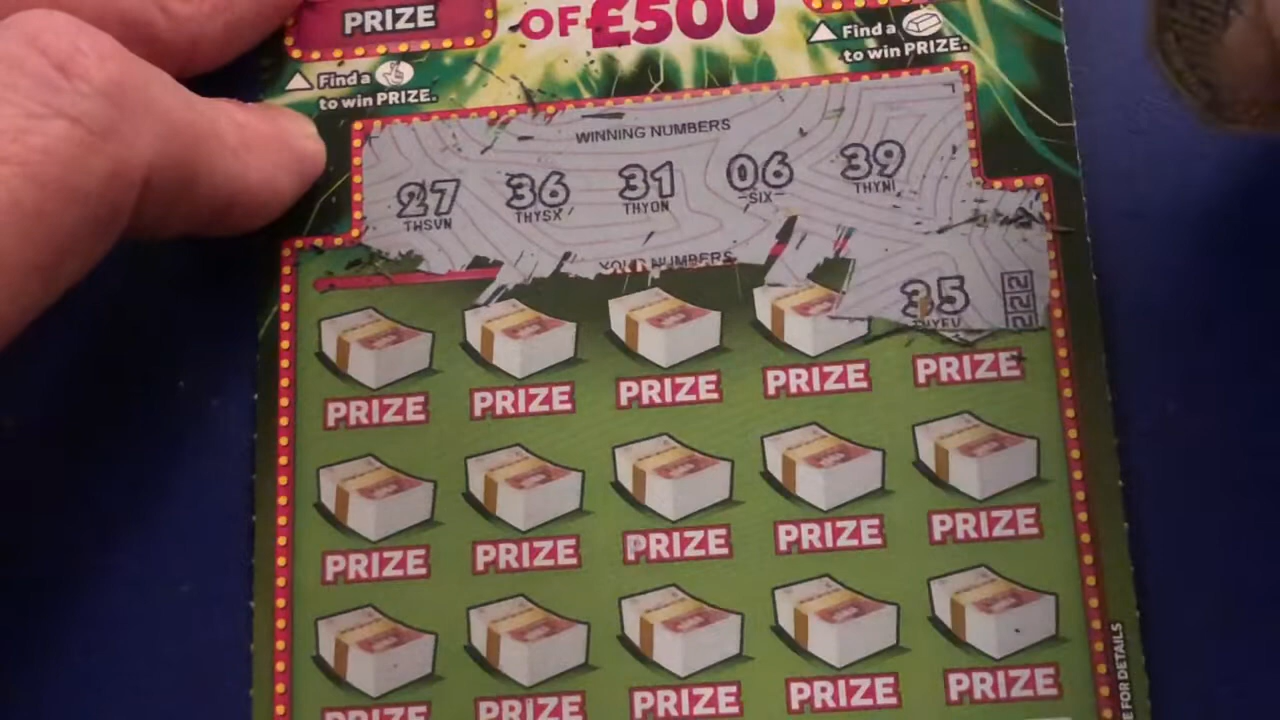 PRIZE
OF £500
Find a
to win PRIZE.
Find a
to win PRIZE.
WINNING NUMBERS
27 36 31 06 39
THSVN THYSX THYON SIX THYNI
YOUR NUMBERS
35
THYFV
PRIZE PRIZE PRIZE PRIZE PRIZE
PRIZE PRIZE PRIZE PRIZE PRIZE
PRIZE PRIZE PRIZE PRIZE PRIZE
FOR DETAILS